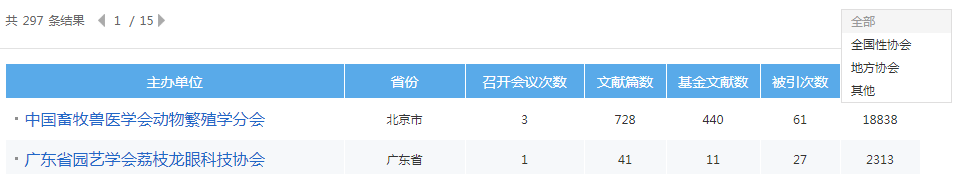 共 297 条结果 1 / 15
全部
全国性协会
地方协会
其他
主办单位 省份 召开会议次数 文献篇数 基金文献数 被引次数
中国畜牧兽医学会动物繁殖学分会 北京市 3 728 440 61 18838
广东省园艺学会荔枝龙眼科技协会 广东省 1 41 11 27 2313